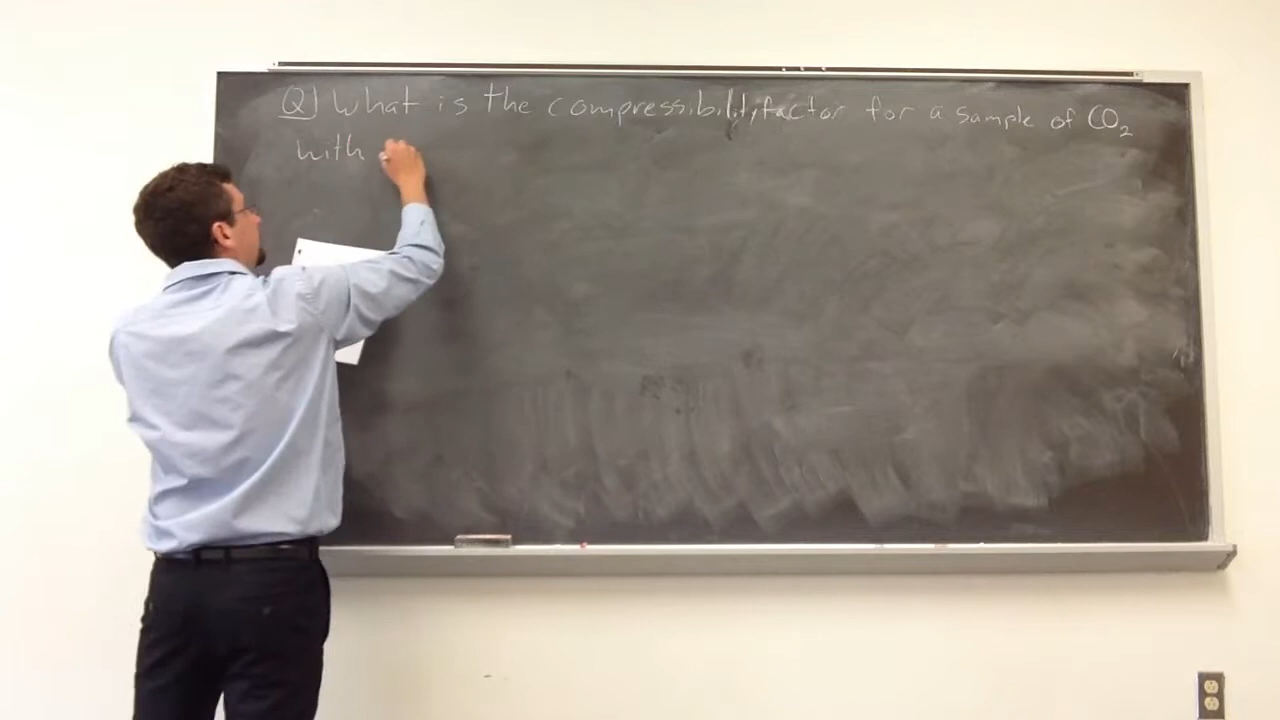 Q) What is the compressibility factor for a sample of CO₂
with